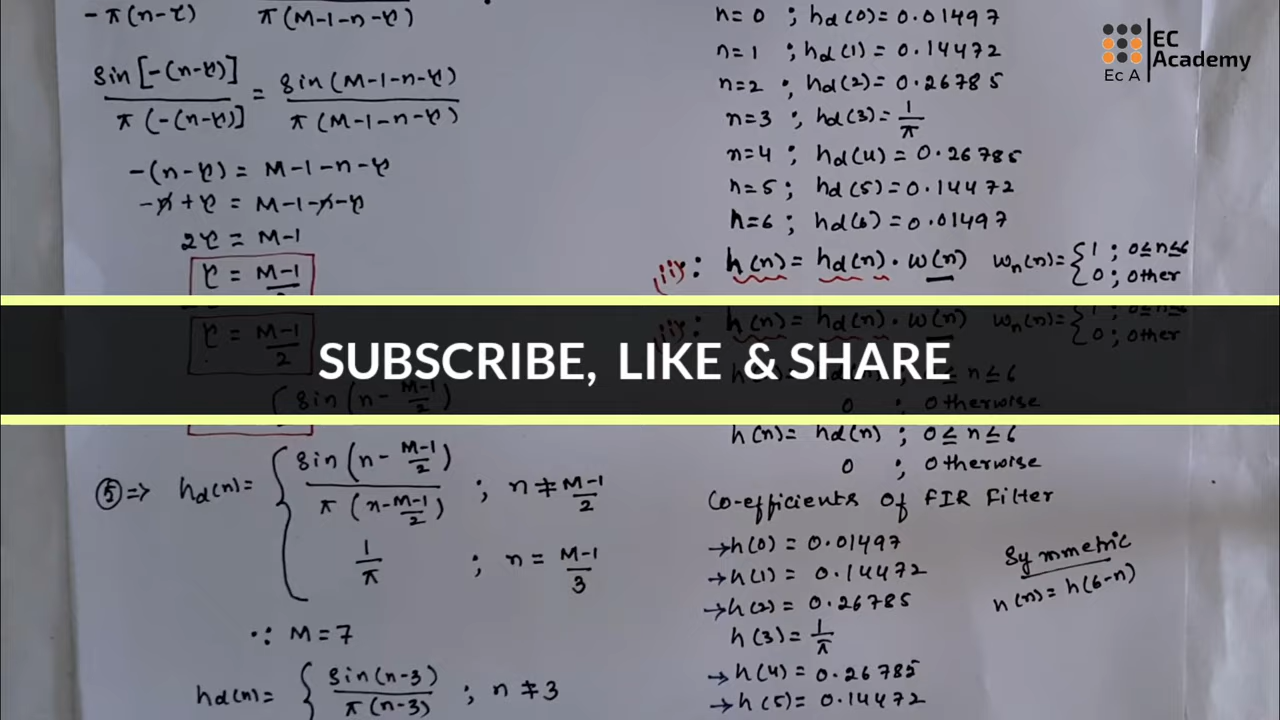 -π(n-τ) π(M-1-n-τ)
sin[-(n-τ)] = sin(M-1-n-τ)
π(-(n-τ)] π(M-1-n-τ)
-(n-τ) = M-1-n-τ
-n+τ = M-1-n-τ
2τ = M-1
τ = M-1
τ = M-1
2
sin(n- M-1
⑤⇒ hd(n)= { sin(n- M-1/2) / π(n-M-1/2) ; n≠M-1/2
1/π ; n = M-1/3
∵ M=7
hd(n)= { sin(n-3) / π(n-3) ; n≠3
n=0 ; hd(0)=0.01497
n=1 ; hd(1)=0.14472
n=2 ; hd(2)=0.26785
n=3 ; hd(3)=1/π
n=4 ; hd(4)=0.26785
n=5 ; hd(5)=0.14472
n=6 ; hd(6)=0.01497
(ii): h(n)= hd(n). w(n) wn(n)= { 1 ; 0≤n≤6
0 ; other
(ii): h(n)= hd(n). w(n) wn(n)= { 1 ; 0≤n≤6
0 ; other
≤ n ≤ 6
0 ; otherwise
h(n)= hd(n) ; 0≤ n≤6
0 ; otherwise
Co-efficients of FIR Filter
→h(0) = 0.01497
→h(1) = 0.14472
→h(2) = 0.26785
h(3)=1/π
→h(4)= 0.26785
→h(5)= 0.14472
Symmetric
h(n)= h(6-n)
SUBSCRIBE, LIKE & SHARE
EC
Academy
Ec A